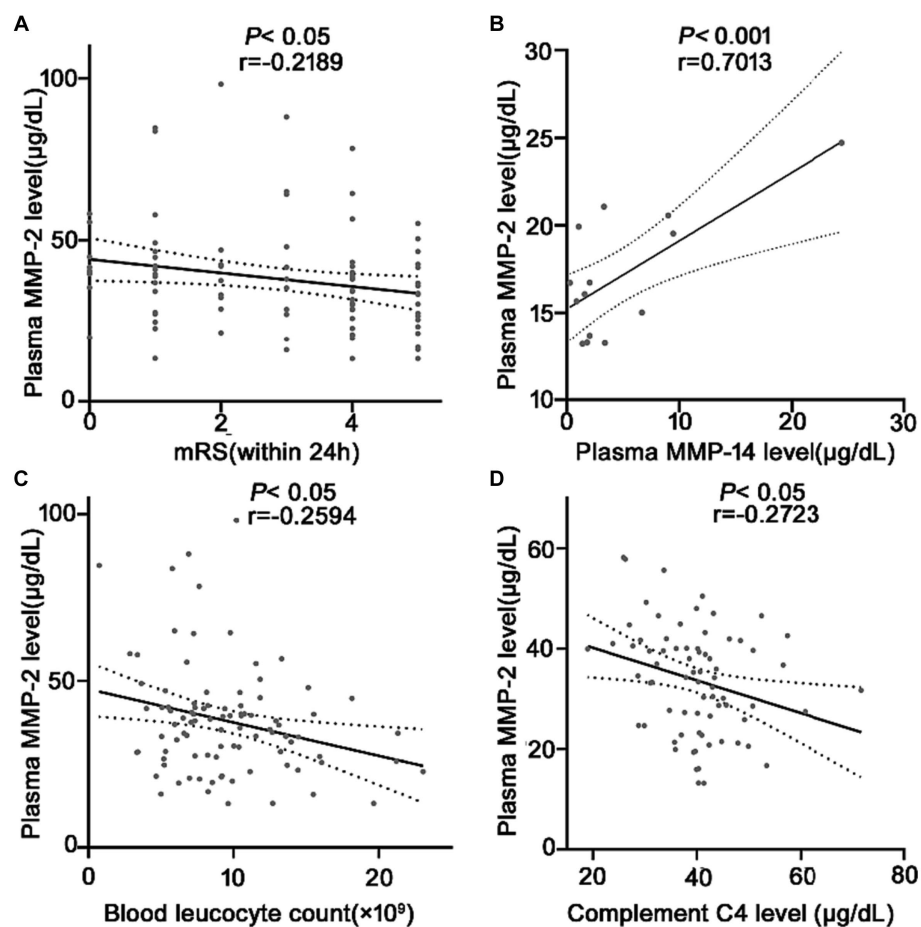 A
P< 0.05
r=-0.2189
100
50
0
Plasma MMP-2 level(µg/dL)
0
2
4
mRS(within 24h)
B
P< 0.001
r=0.7013
30
25
20
15
10
Plasma MMP-2 level(µg/dL)
0
10
20
30
Plasma MMP-14 level(µg/dL)
C
P< 0.05
r=-0.2594
100
50
0
Plasma MMP-2 level(µg/dL)
0
10
20
Blood leucocyte count(×10⁹)
D
P< 0.05
r=-0.2723
60
40
20
0
Plasma MMP-2 level(µg/dL)
20
40
60
80
Complement C4 level (µg/dL)